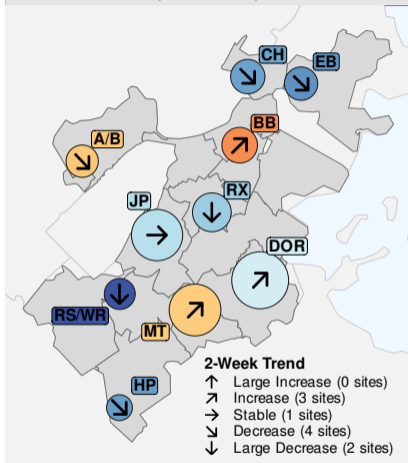 CH
EB
BB
A/B
RX
JP
DOR
RS/WR
MT
HP
2-Week Trend
↑ Large Increase (0 sites)
↗ Increase (3 sites)
→ Stable (1 sites)
↘ Decrease (4 sites)
↓ Large Decrease (2 sites)